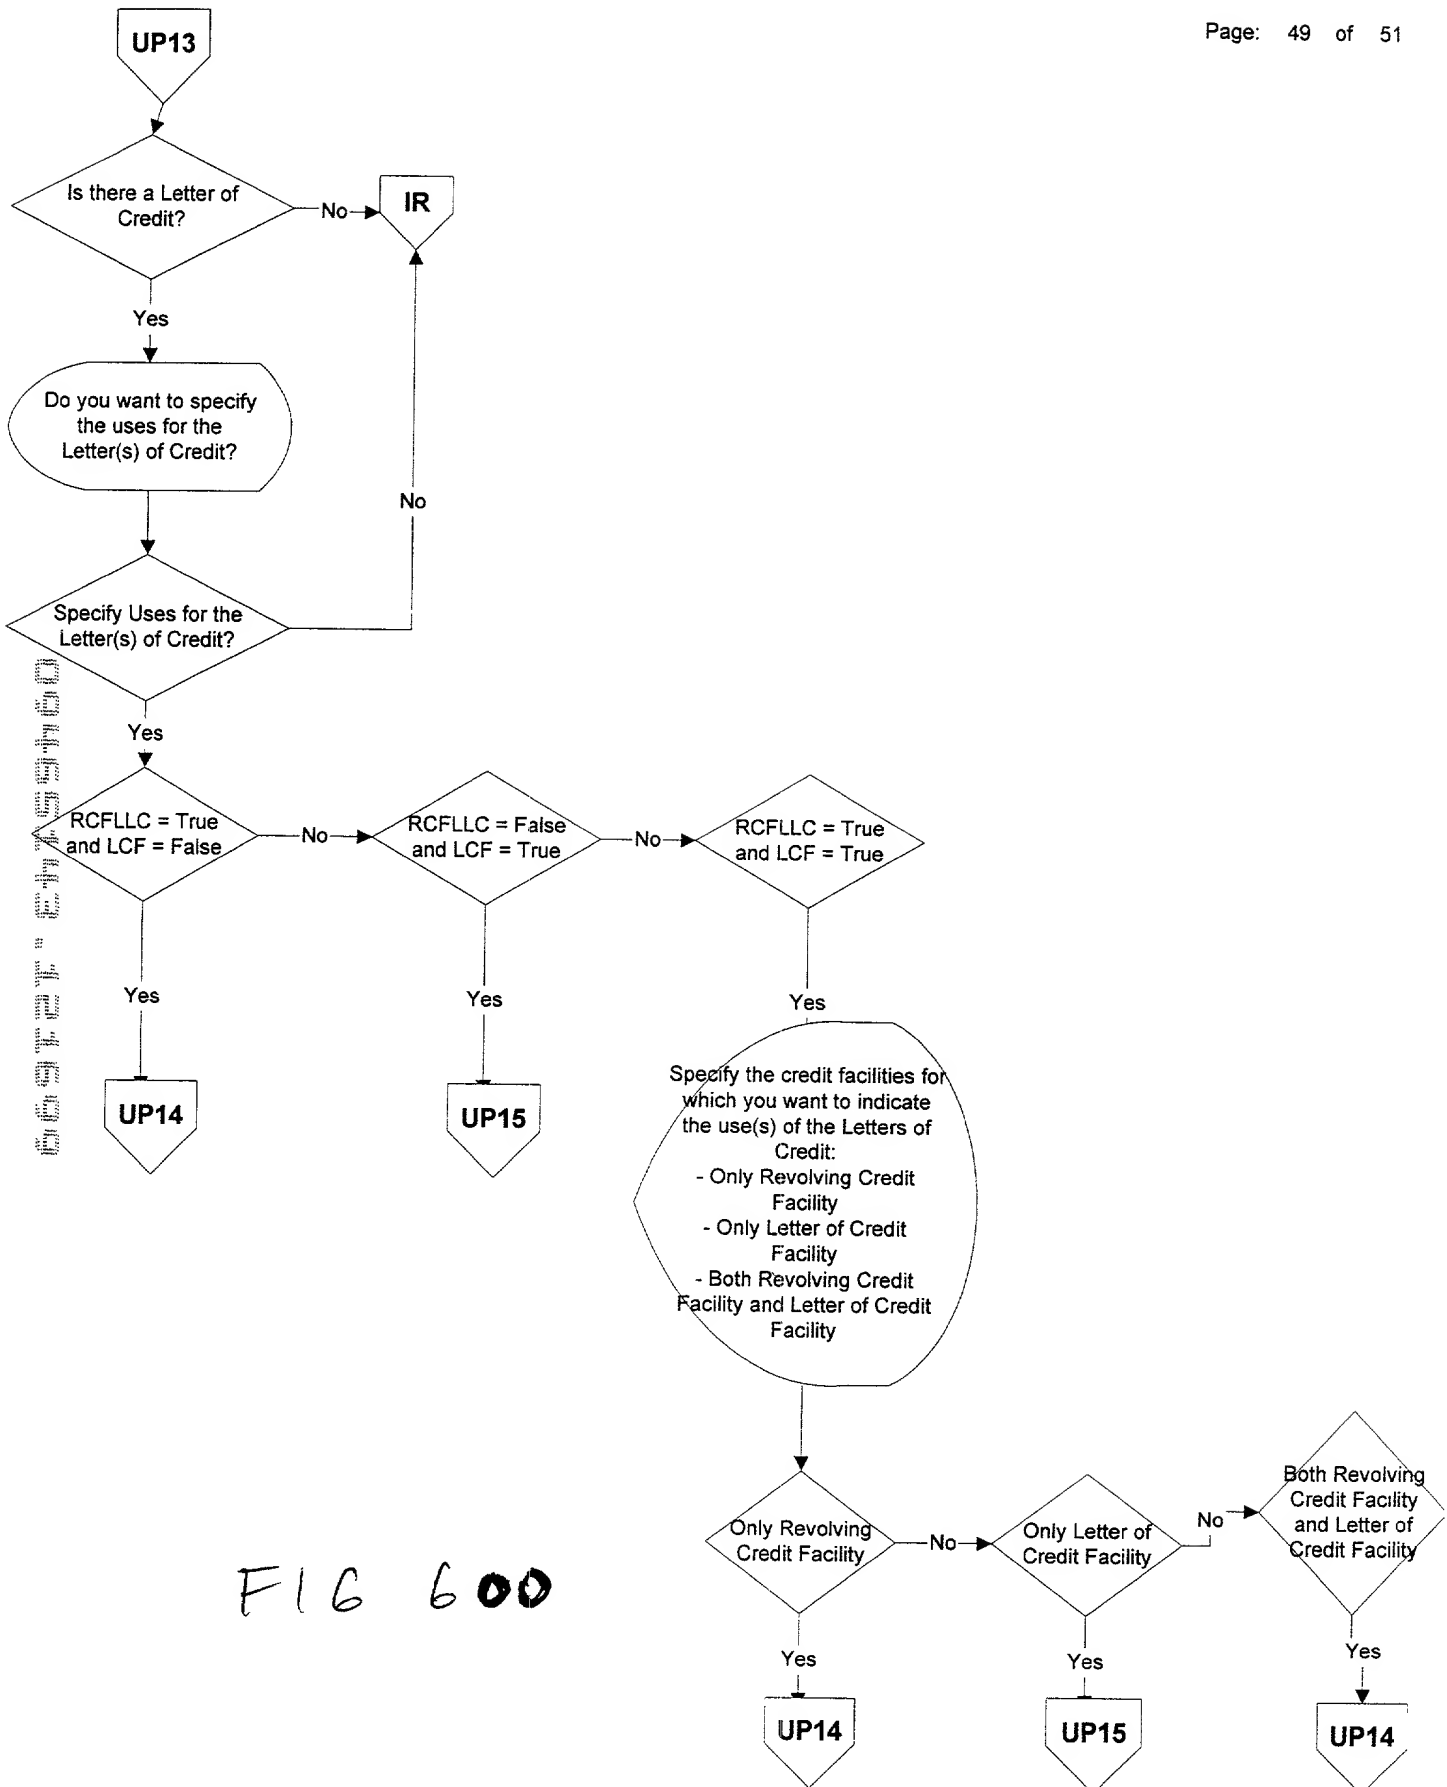 Page: 49 of 51
UP13
Is there a Letter of
Credit?
No
IR
Yes
Do you want to specify
the uses for the
Letter(s) of Credit?
No
Specify Uses for the
Letter(s) of Credit?
Yes
RCFLLC = True
and LCF = False
No
RCFLLC = False
and LCF = True
No
RCFLLC = True
and LCF = True
Yes
Yes
Yes
UP14
UP15
Specify the credit facilities for
which you want to indicate
the use(s) of the Letters of
Credit:
- Only Revolving Credit
Facility
- Only Letter of Credit
Facility
- Both Revolving Credit
Facility and Letter of Credit
Facility
Only Revolving
Credit Facility
No
Only Letter of
Credit Facility
No
Both Revolving
Credit Facility
and Letter of
Credit Facility
Yes
Yes
Yes
UP14
UP15
UP14
FIG 600